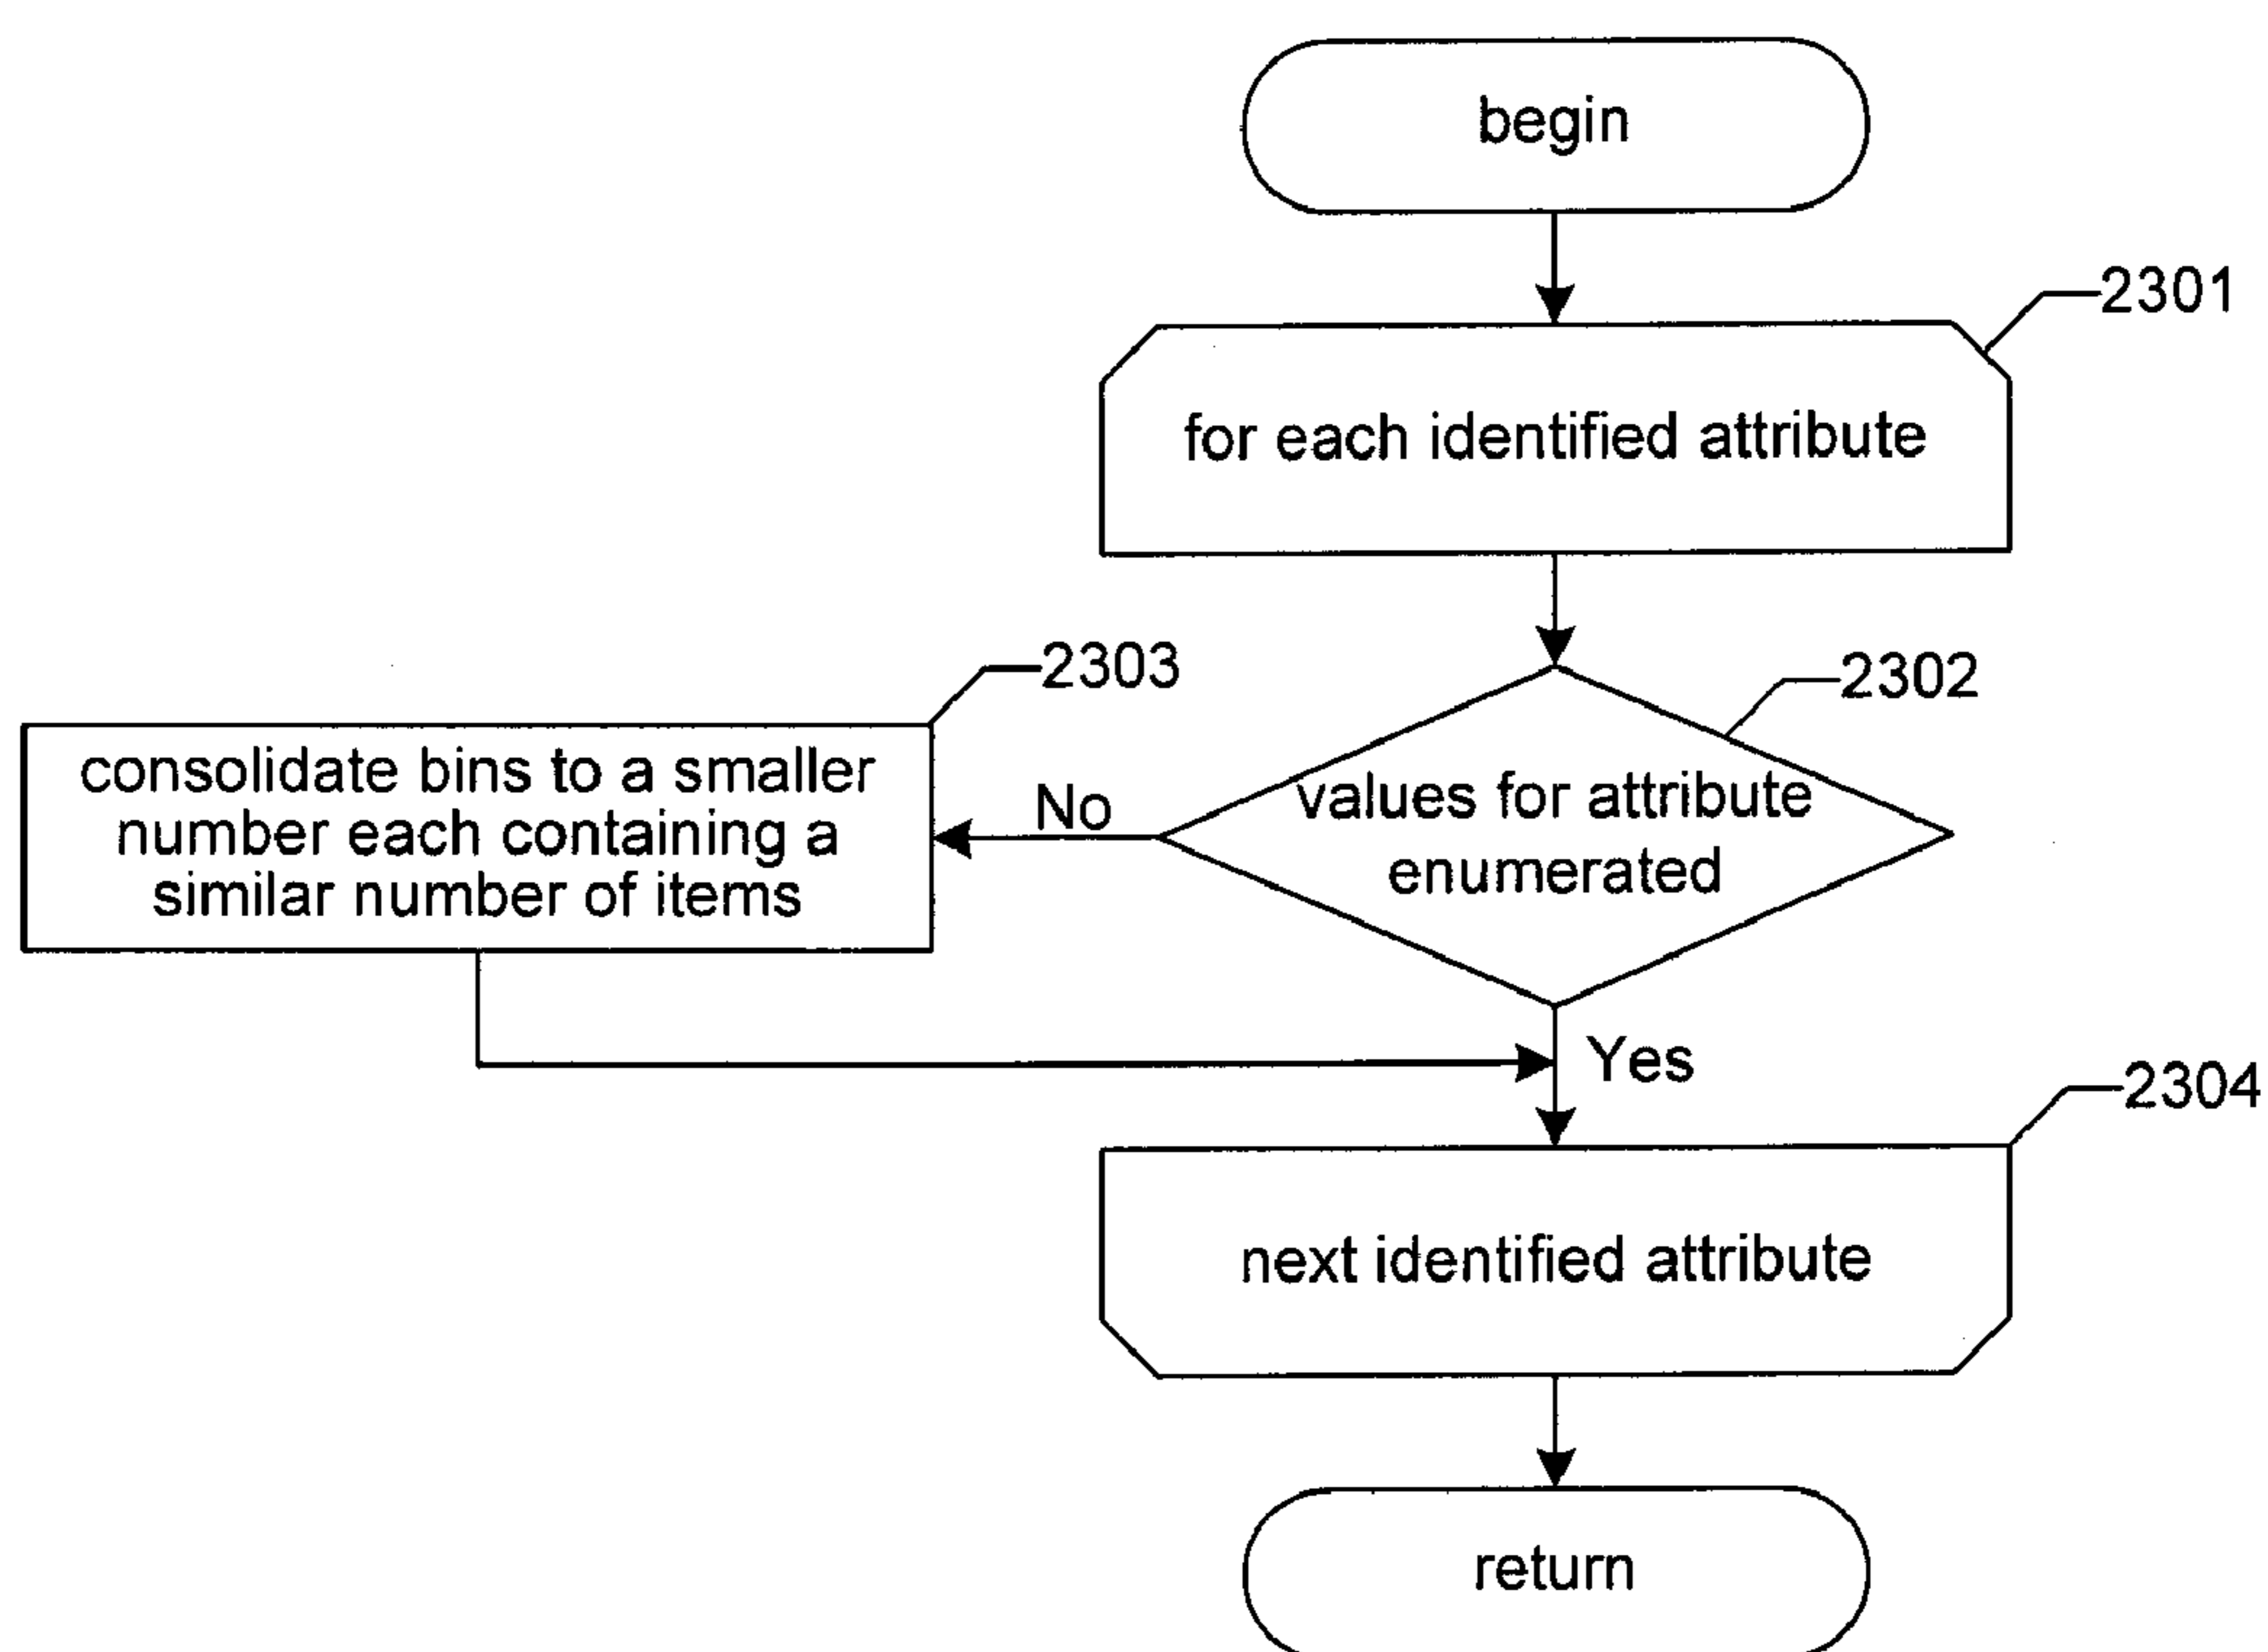 begin
2301
for each identified attribute
2303
2302
consolidate bins to a smaller
number each containing a
similar number of items
No
values for attribute
enumerated
Yes
2304
next identified attribute
return